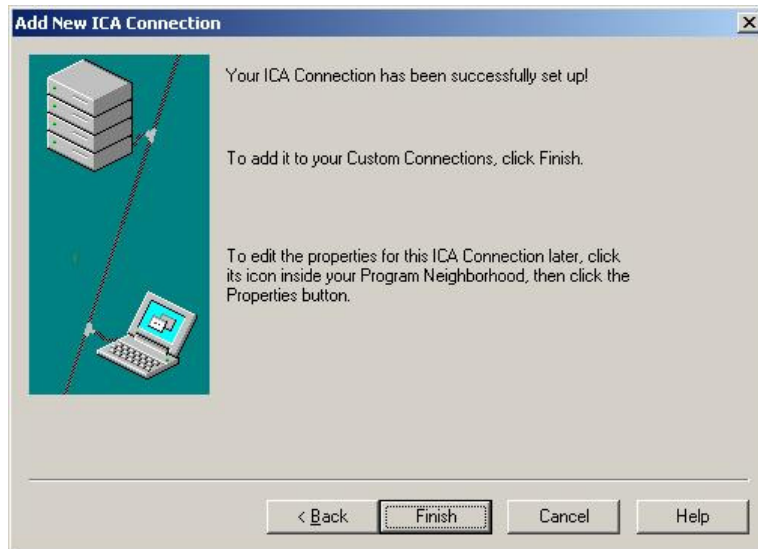 Add New ICA Connection
Your ICA Connection has been successfully set up!
To add it to your Custom Connections, click Finish.
To edit the properties for this ICA Connection later, click
its icon inside your Program Neighborhood, then click the
Properties button.
< Back
Finish
Cancel
Help